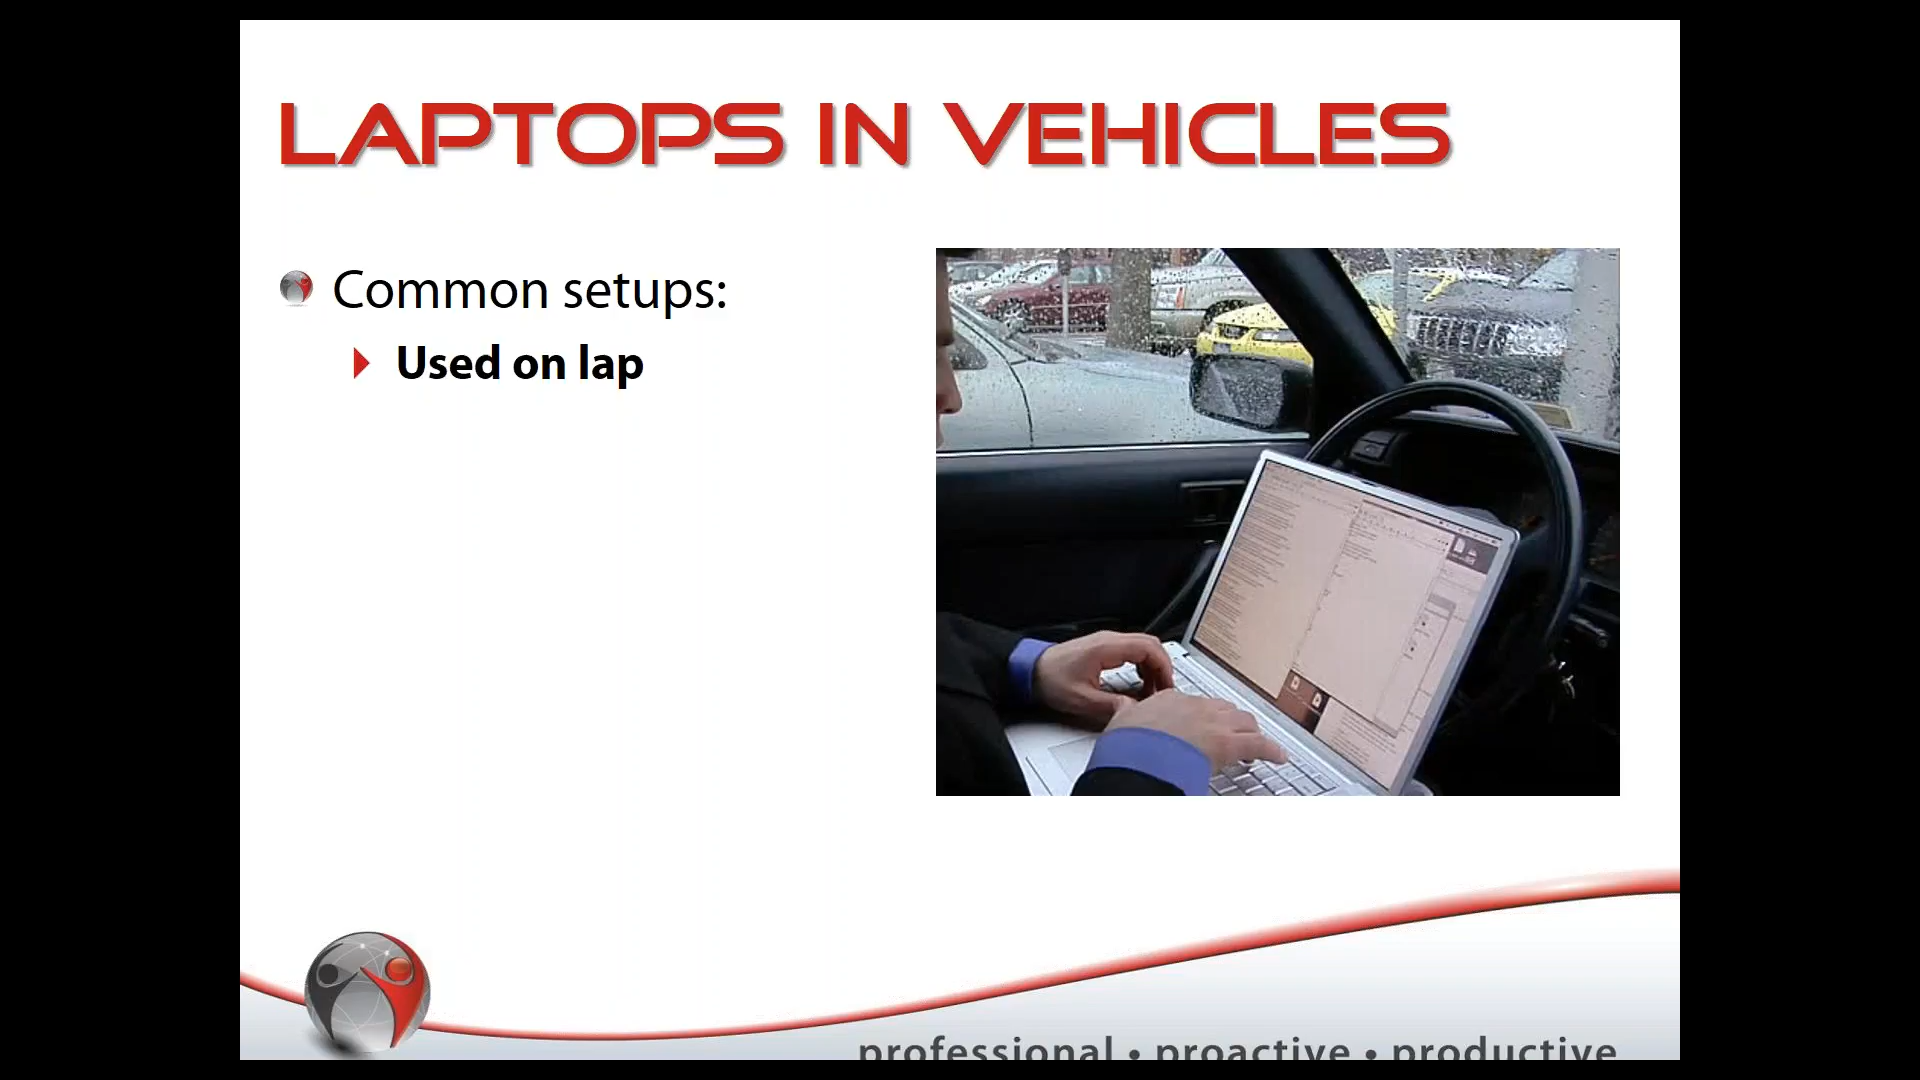 LAPTOPS IN VEHICLES
Common setups:
Used on lap
professional • proactive • productive